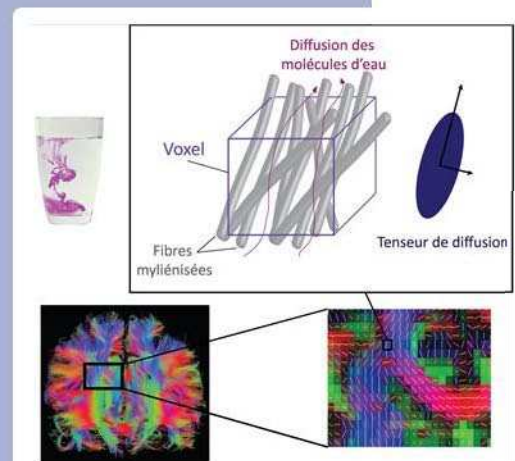 Diffusion des
molécules d'eau
Voxel
Fibres
myliénisées
Tenseur de diffusion